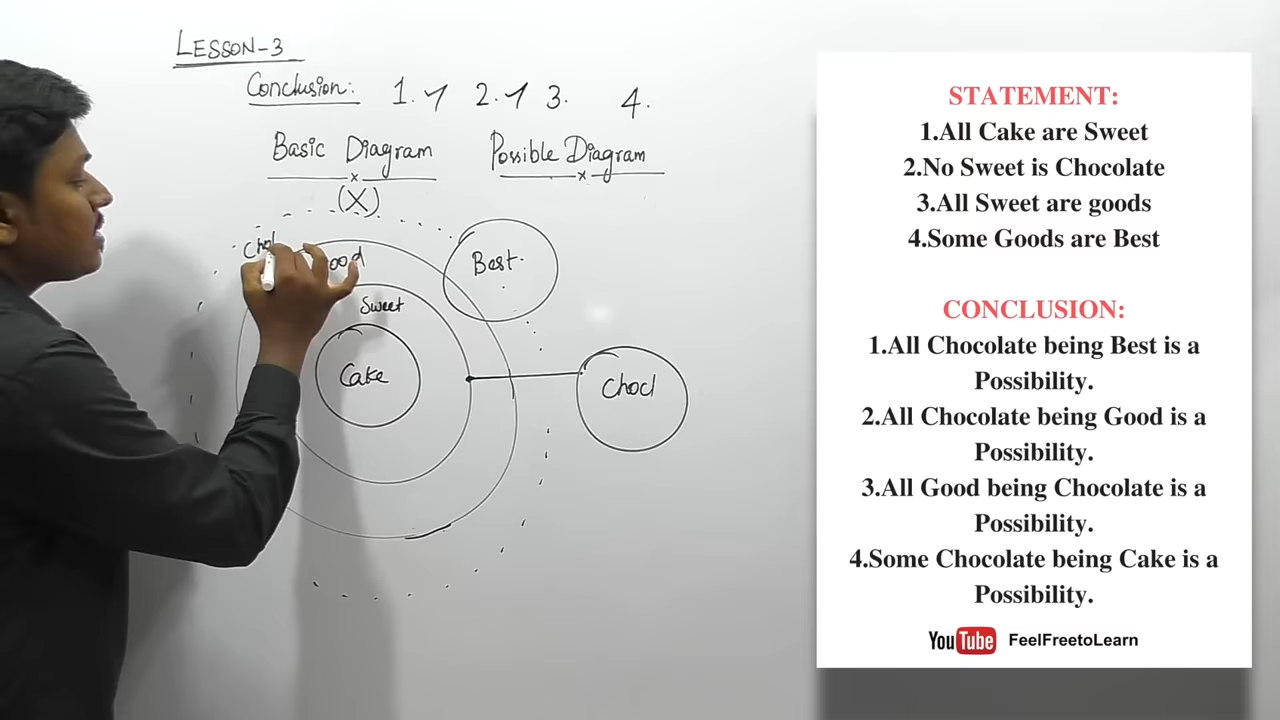 LESSON-3
Conclusion: 1. ✓ 2. ✓ 3. 4.
Basic Diagram Possible Diagram
(X)
Chol
Good
Best.
Sweet
Cake
Chocl
STATEMENT:
1.All Cake are Sweet
2.No Sweet is Chocolate
3.All Sweet are goods
4.Some Goods are Best
CONCLUSION:
1.All Chocolate being Best is a
Possibility.
2.All Chocolate being Good is a
Possibility.
3.All Good being Chocolate is a
Possibility.
4.Some Chocolate being Cake is a
Possibility.
YouTube FeelFreetoLearn